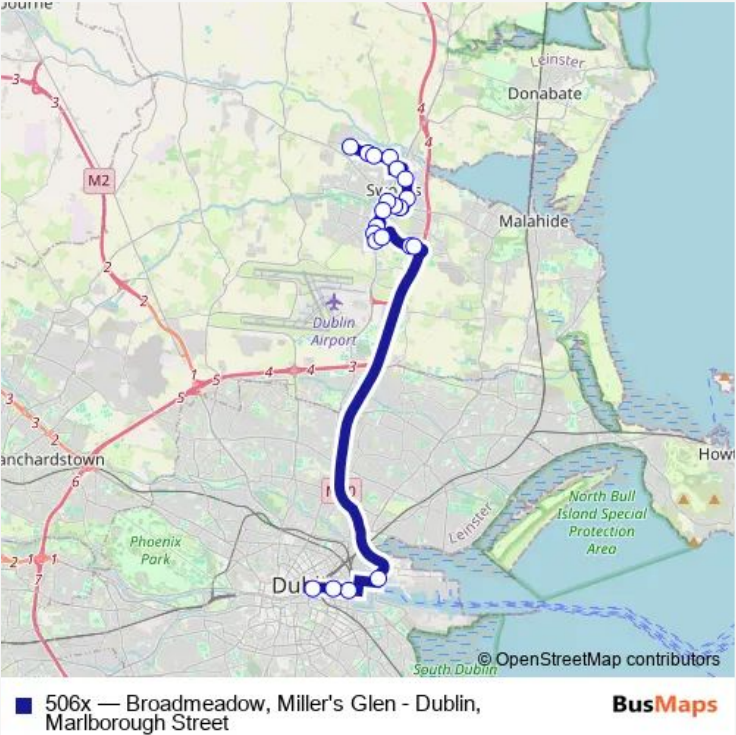 Leinster
Donabate
3
3
4
4
M2
Malahide
2
2
Dublin
Airport
1
5
5
4
4
3
3
3
2
anchardstown
6
Howt
North Bull
Island Special
Protection
Area
Leinster
Phoenix
Park
2
1
1
7
Dub
© OpenStreetMap contributors
South Dublin
506x — Broadmeadow, Miller's Glen - Dublin,
Marlborough Street
BusMaps